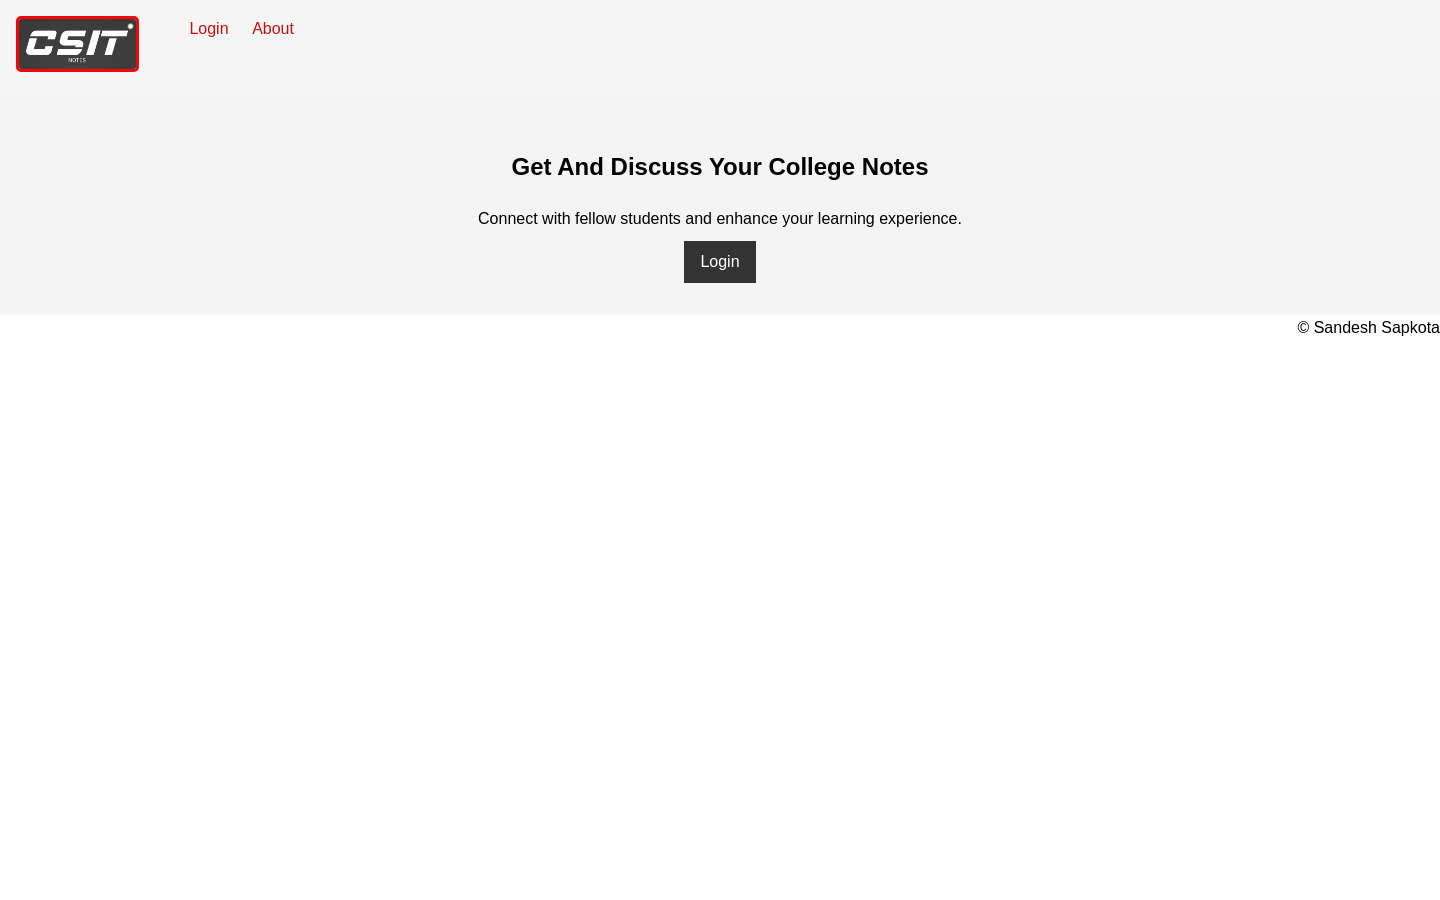 CSIT
NOTES
Login
About
Get And Discuss Your College Notes
Connect with fellow students and enhance your learning experience.
Login
© Sandesh Sapkota